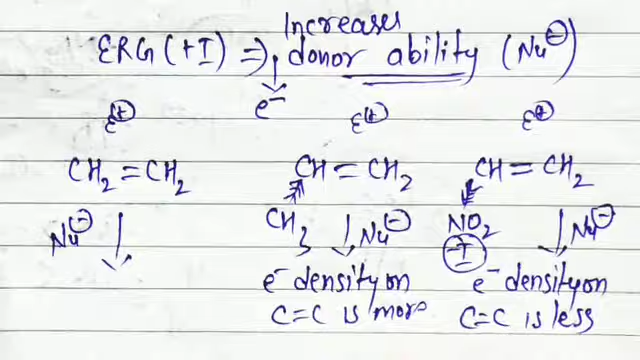 Increases
ERG (+I) ⇒ donor ability (Nu⊖)
e⁻
E⊕ E⊕ E⊕
CH₂ = CH₂ CH = CH₂ CH = CH₂
CH₃ NO₂
Nu⊖ Nu⊖ -I Nu⊖
e⁻ density on e⁻ density on
C=C is more C=C is less